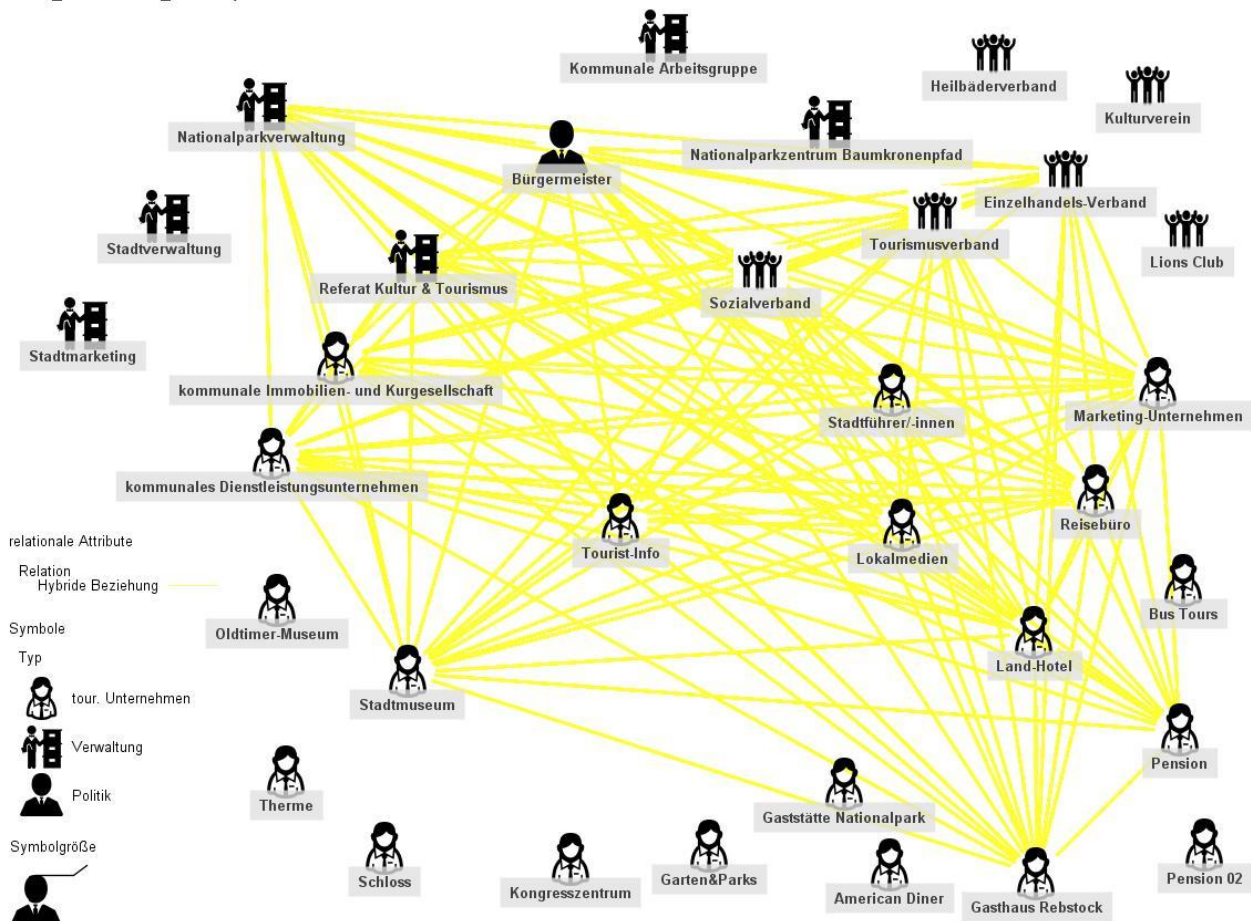 Kommunale Arbeitsgruppe
Heilbäderverband
Kulturverein
Nationalparkverwaltung
Nationalparkzentrum Baumkronenpfad
Bürgermeister
Einzelhandels-Verband
Stadtverwaltung
Tourismusverband
Lions Club
Referat Kultur & Tourismus
Sozialverband
Stadtmarketing
kommunale Immobilien- und Kurgesellschaft
Stadtführer/-innen
Marketing-Unternehmen
kommunales Dienstleistungsunternehmen
Tourist-Info
Lokalmedien
Reisebüro
relationale Attribute
Relation
Hybride Beziehung
Oldtimer-Museum
Bus Tours
Symbole
Typ
Land-Hotel
tour. Unternehmen
Stadtmuseum
Verwaltung
Pension
Politik
Therme
Gaststätte Nationalpark
Symbolgröße
Schloss
Kongresszentrum
Garten&Parks
American Diner
Gasthaus Rebstock
Pension 02